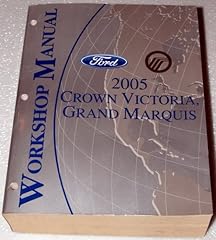 WORKSHOP MANUAL
Ford
2005
CROWN VICTORIA,
GRAND MARQUIS